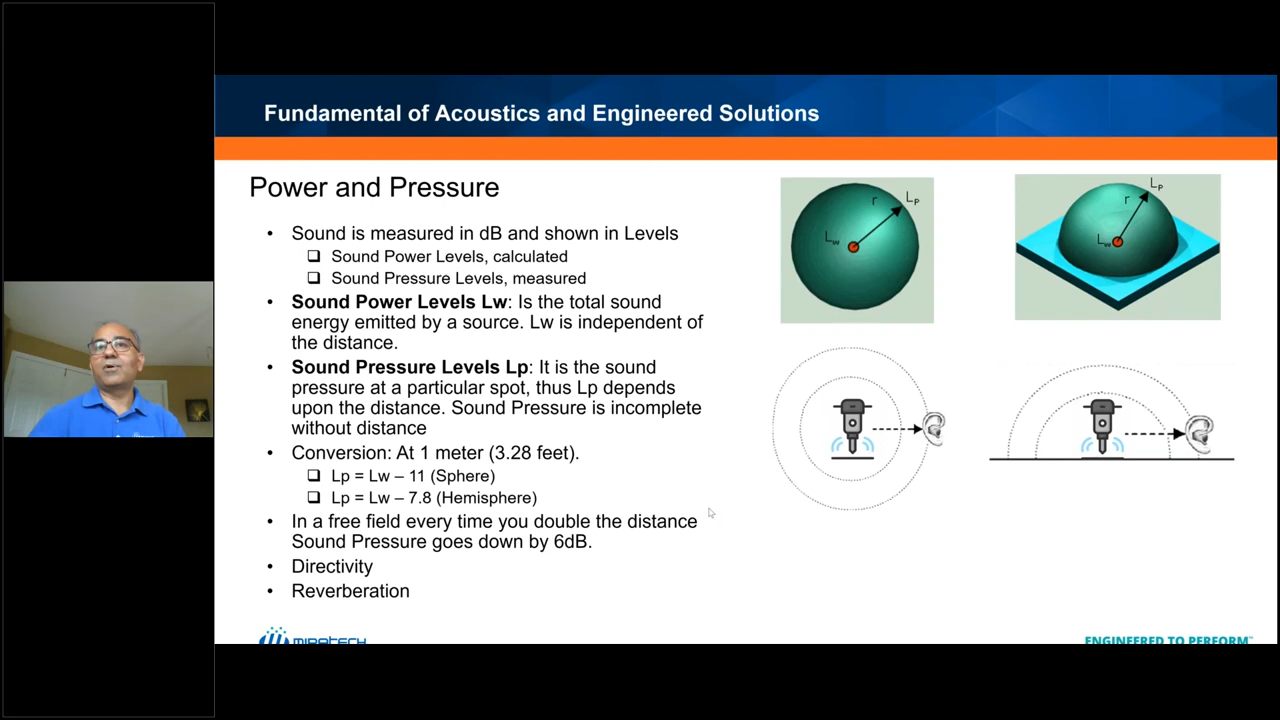 Fundamental of Acoustics and Engineered Solutions
Power and Pressure
• Sound is measured in dB and shown in Levels
❑ Sound Power Levels, calculated
❑ Sound Pressure Levels, measured
• Sound Power Levels Lw: Is the total sound
energy emitted by a source. Lw is independent of
the distance.
• Sound Pressure Levels Lp: It is the sound
pressure at a particular spot, thus Lp depends
upon the distance. Sound Pressure is incomplete
without distance
• Conversion: At 1 meter (3.28 feet).
❑ Lp = Lw – 11 (Sphere)
❑ Lp = Lw – 7.8 (Hemisphere)
• In a free field every time you double the distance
Sound Pressure goes down by 6dB.
• Directivity
• Reverberation
r
LP
Lw
LP
r
Lw
MIRATECH
ENGINEERED TO PERFORM™